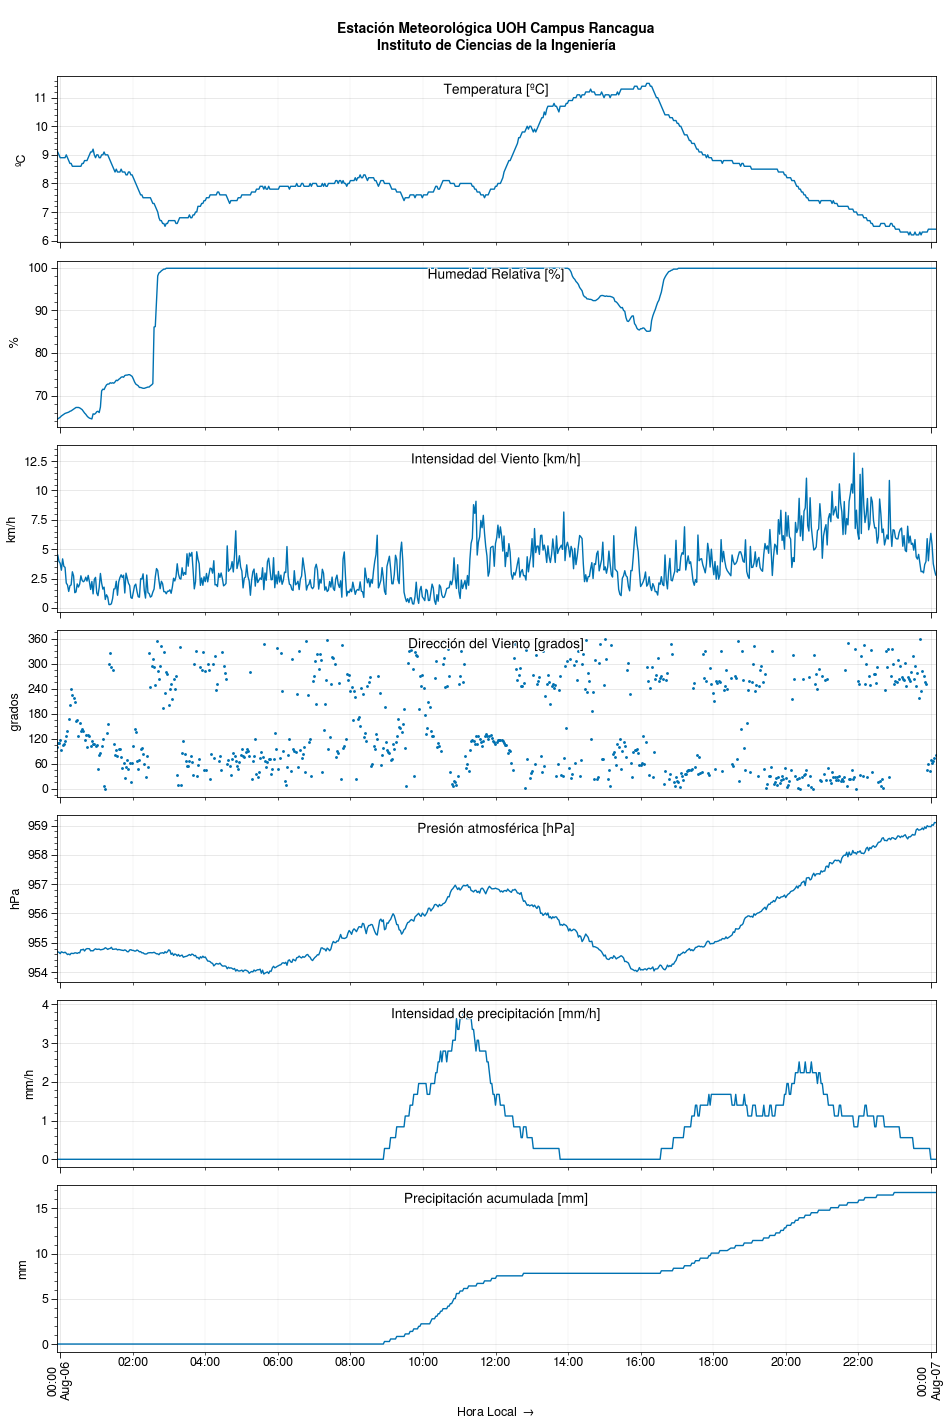 Estación Meteorológica UOH Campus Rancagua
Instituto de Ciencias de la Ingeniería
Temperatura [ºC]
ºC
11
10
9
8
7
6
Humedad Relativa [%]
%
100
90
80
70
Intensidad del Viento [km/h]
km/h
12.5
10
7.5
5
2.5
0
Dirección del Viento [grados]
grados
360
300
240
180
120
60
0
Presión atmosférica [hPa]
hPa
959
958
957
956
955
954
Intensidad de precipitación [mm/h]
mm/h
4
3
2
1
0
Precipitación acumulada [mm]
mm
15
10
5
0
00:00
Aug-06
02:00
04:00
06:00
08:00
10:00
12:00
14:00
16:00
18:00
20:00
22:00
00:00
Aug-07
Hora Local →